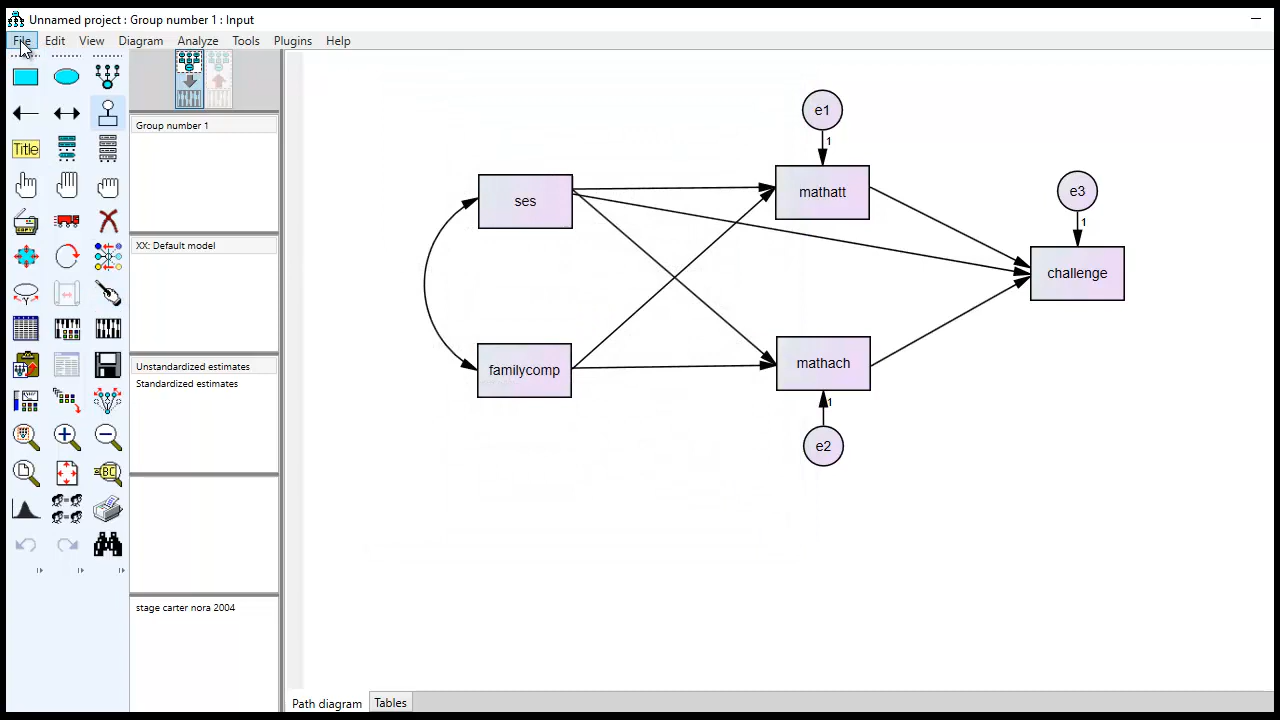 Unnamed project : Group number 1 : Input
File Edit View Diagram Analyze Tools Plugins Help
Title
Group number 1
XX: Default model
Unstandardized estimates
Standardized estimates
stage carter nora 2004
e1
1
ses
mathatt
e3
1
challenge
familycomp
mathach
1
e2
Path diagram
Tables